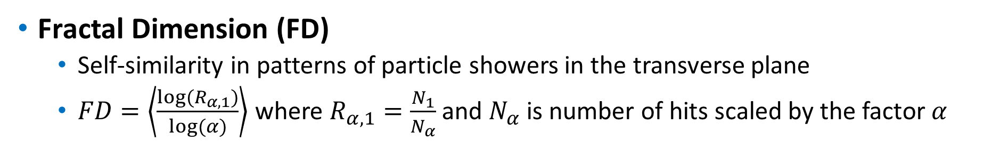 • Fractal Dimension (FD)
• Self-similarity in patterns of particle showers in the transverse plane
• FD = ⟨log(R_{α,1})/log(α)⟩ where R_{α,1} = N_1/N_α and N_α is number of hits scaled by the factor α